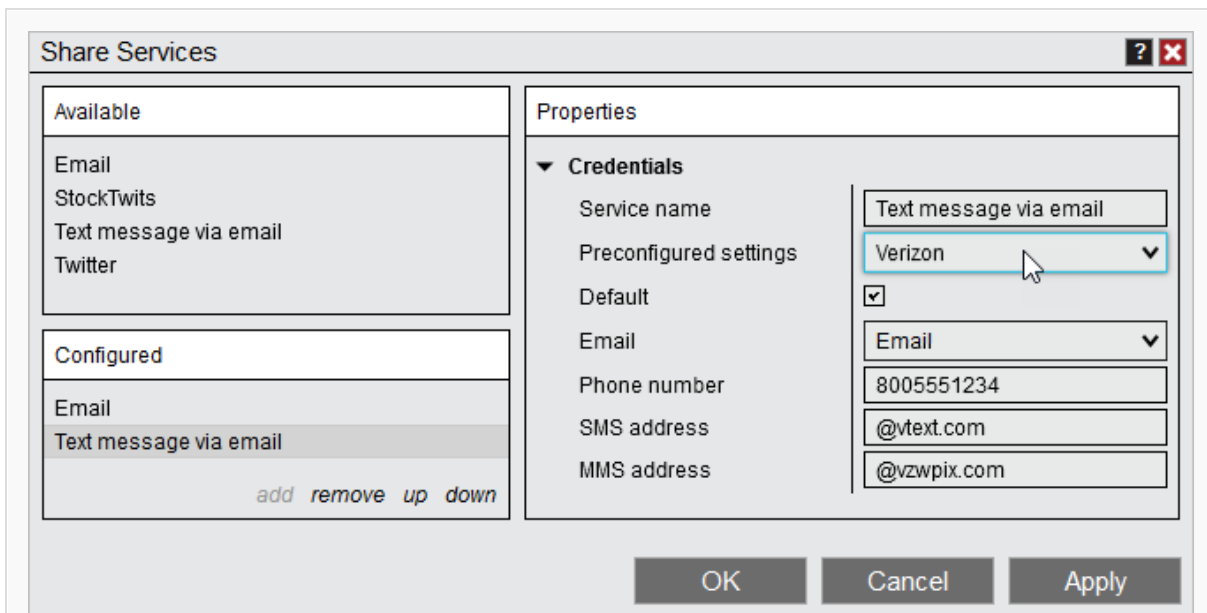 Share Services
?
Available
Email
StockTwits
Text message via email
Twitter
Configured
Email
Text message via email
add remove up down
Properties
Credentials
Service name Text message via email
Preconfigured settings Verizon
Default
Email Email
Phone number 8005551234
SMS address @vtext.com
MMS address @vzwpix.com
OK Cancel Apply